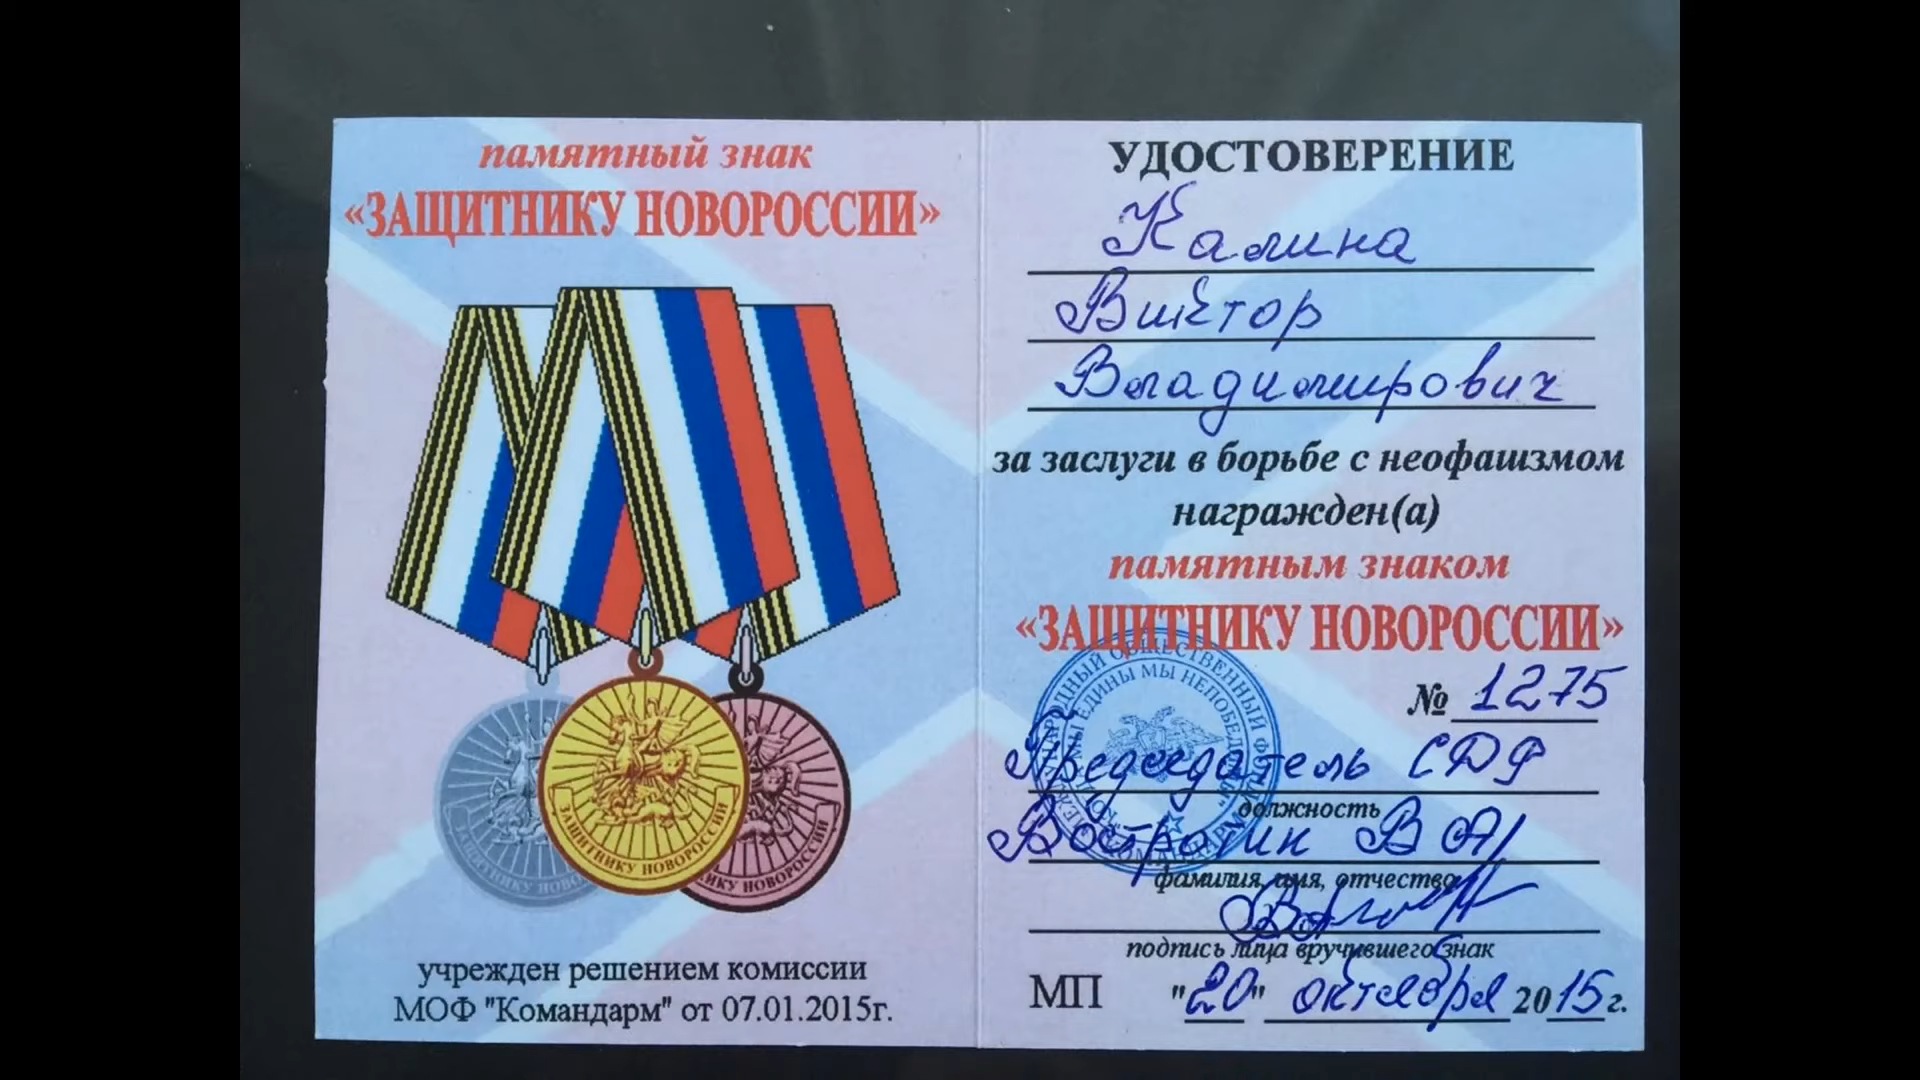 памятный знак
«ЗАЩИТНИКУ НОВОРОССИИ»
ЗАЩИТНИКУ НОВОРОССИИ
учрежден решением комиссии
МОФ "Командарм" от 07.01.2015г.
УДОСТОВЕРЕНИЕ
Калина
Виктор
Владимирович
за заслуги в борьбе с неофашизмом
награжден(а)
памятным знаком
«ЗАЩИТНИКУ НОВОРОССИИ»
№ 1275
Председатель СДР
должность
Востротин В А
фамилия, имя, отчество
подпись лица вручившего знак
МП "20" октября 2015г.